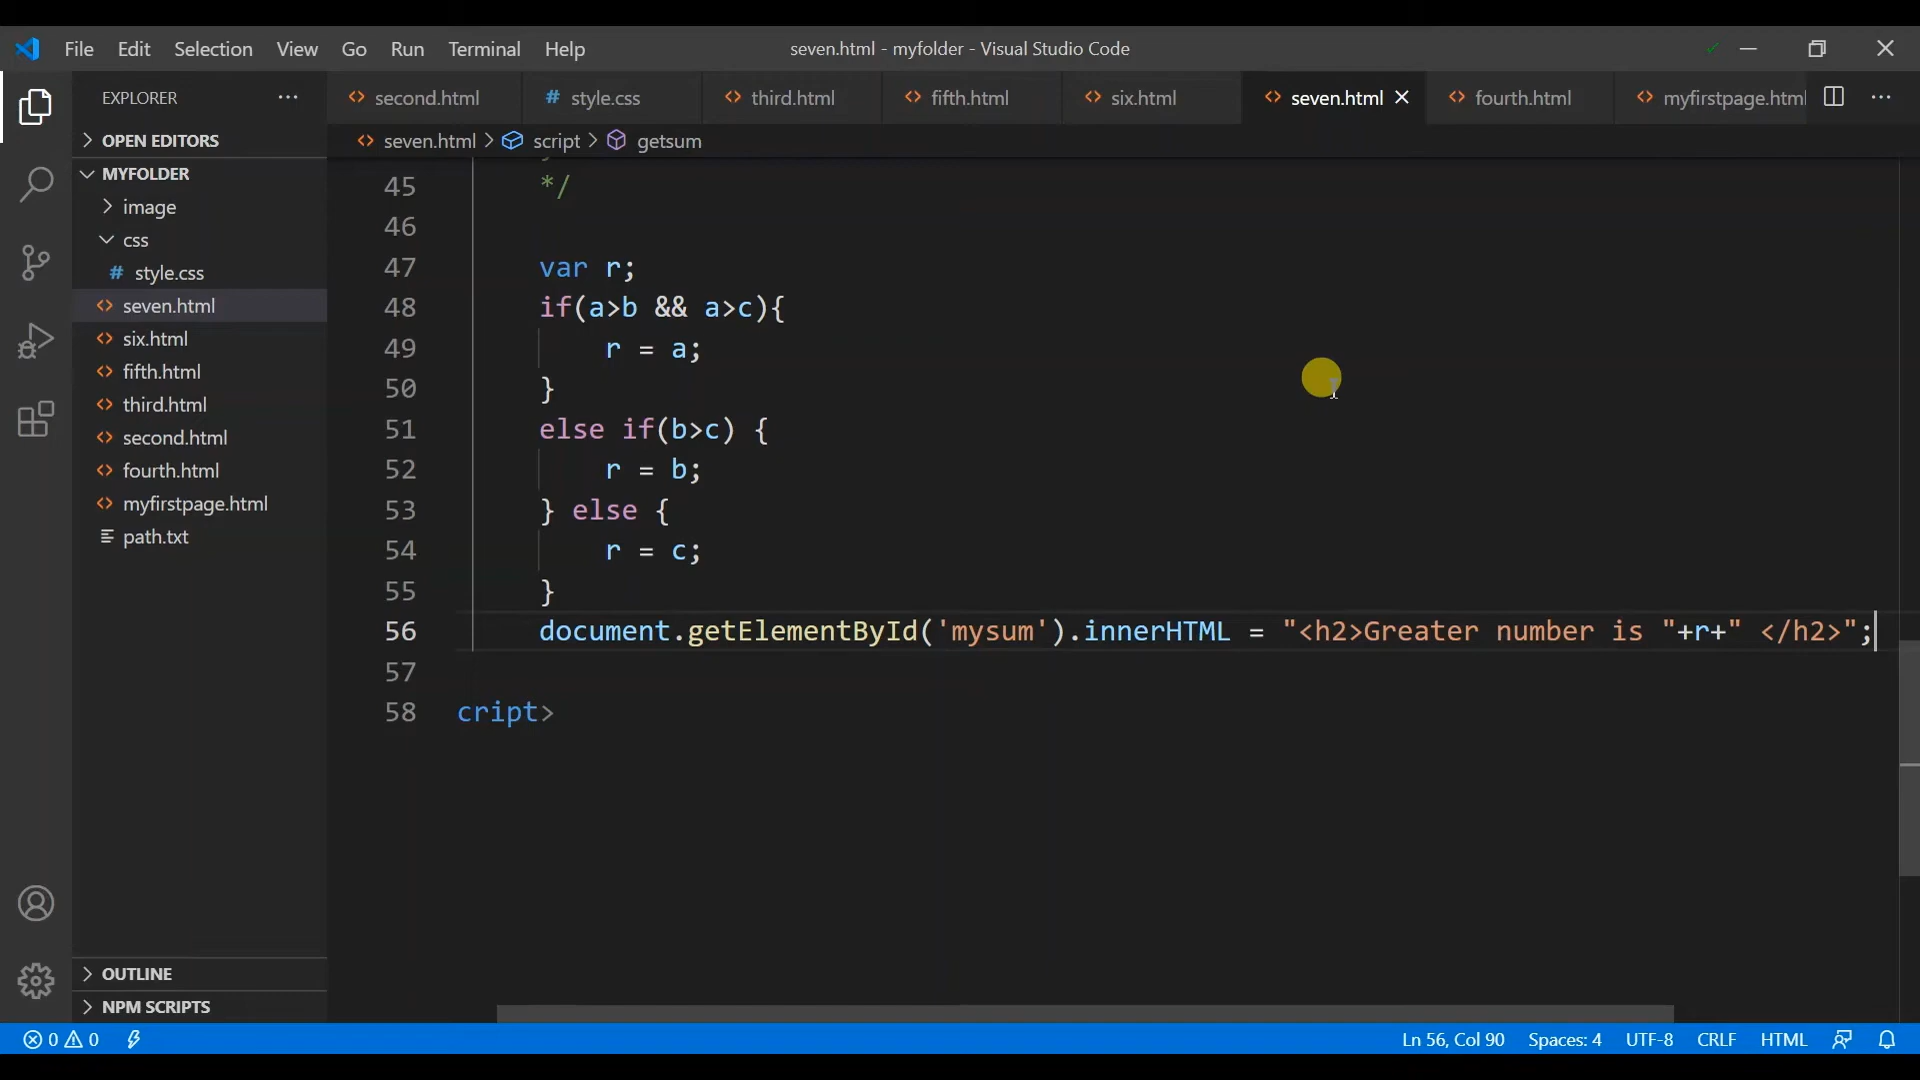 File Edit Selection View Go Run Terminal Help seven.html - myfolder - Visual Studio Code
EXPLORER
second.html # style.css third.html fifth.html six.html seven.html fourth.html myfirstpage.html
OPEN EDITORS
seven.html > script > getsum
MYFOLDER
image
css
# style.css
seven.html
six.html
fifth.html
third.html
second.html
fourth.html
myfirstpage.html
path.txt
OUTLINE
NPM SCRIPTS
45 */
46
47 var r;
48 if(a>b && a>c){
49 r = a;
50 }
51 else if(b>c) {
52 r = b;
53 } else {
54 r = c;
55 }
56 document.getElementById('mysum').innerHTML = "<h2>Greater number is "+r+" </h2>";
57
58 cript>
0 0 Ln 56, Col 90 Spaces: 4 UTF-8 CRLF HTML